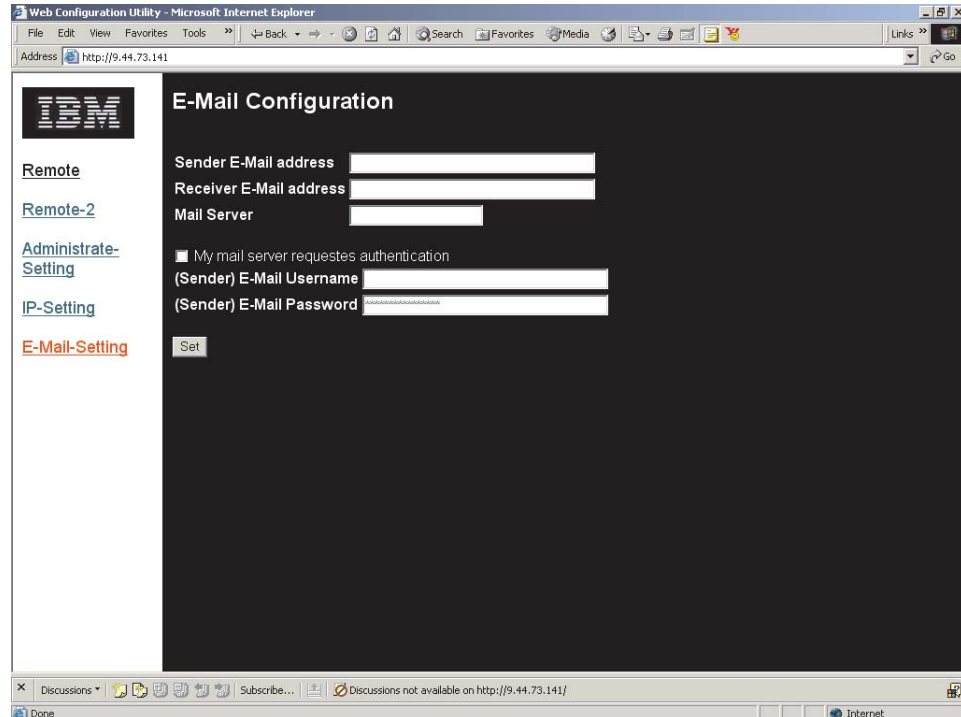 Web Configuration Utility - Microsoft Internet Explorer
File Edit View Favorites Tools » Back Search Favorites Media Links »
Address http://9.44.73.141 Go
IBM
E-Mail Configuration
Remote
Remote-2
Administrate-
Setting
IP-Setting
E-Mail-Setting
Sender E-Mail address
Receiver E-Mail address
Mail Server
My mail server requestes authentication
(Sender) E-Mail Username
(Sender) E-Mail Password ****************
Set
× Discussions Subscribe... Discussions not available on http://9.44.73.141/
Done Internet